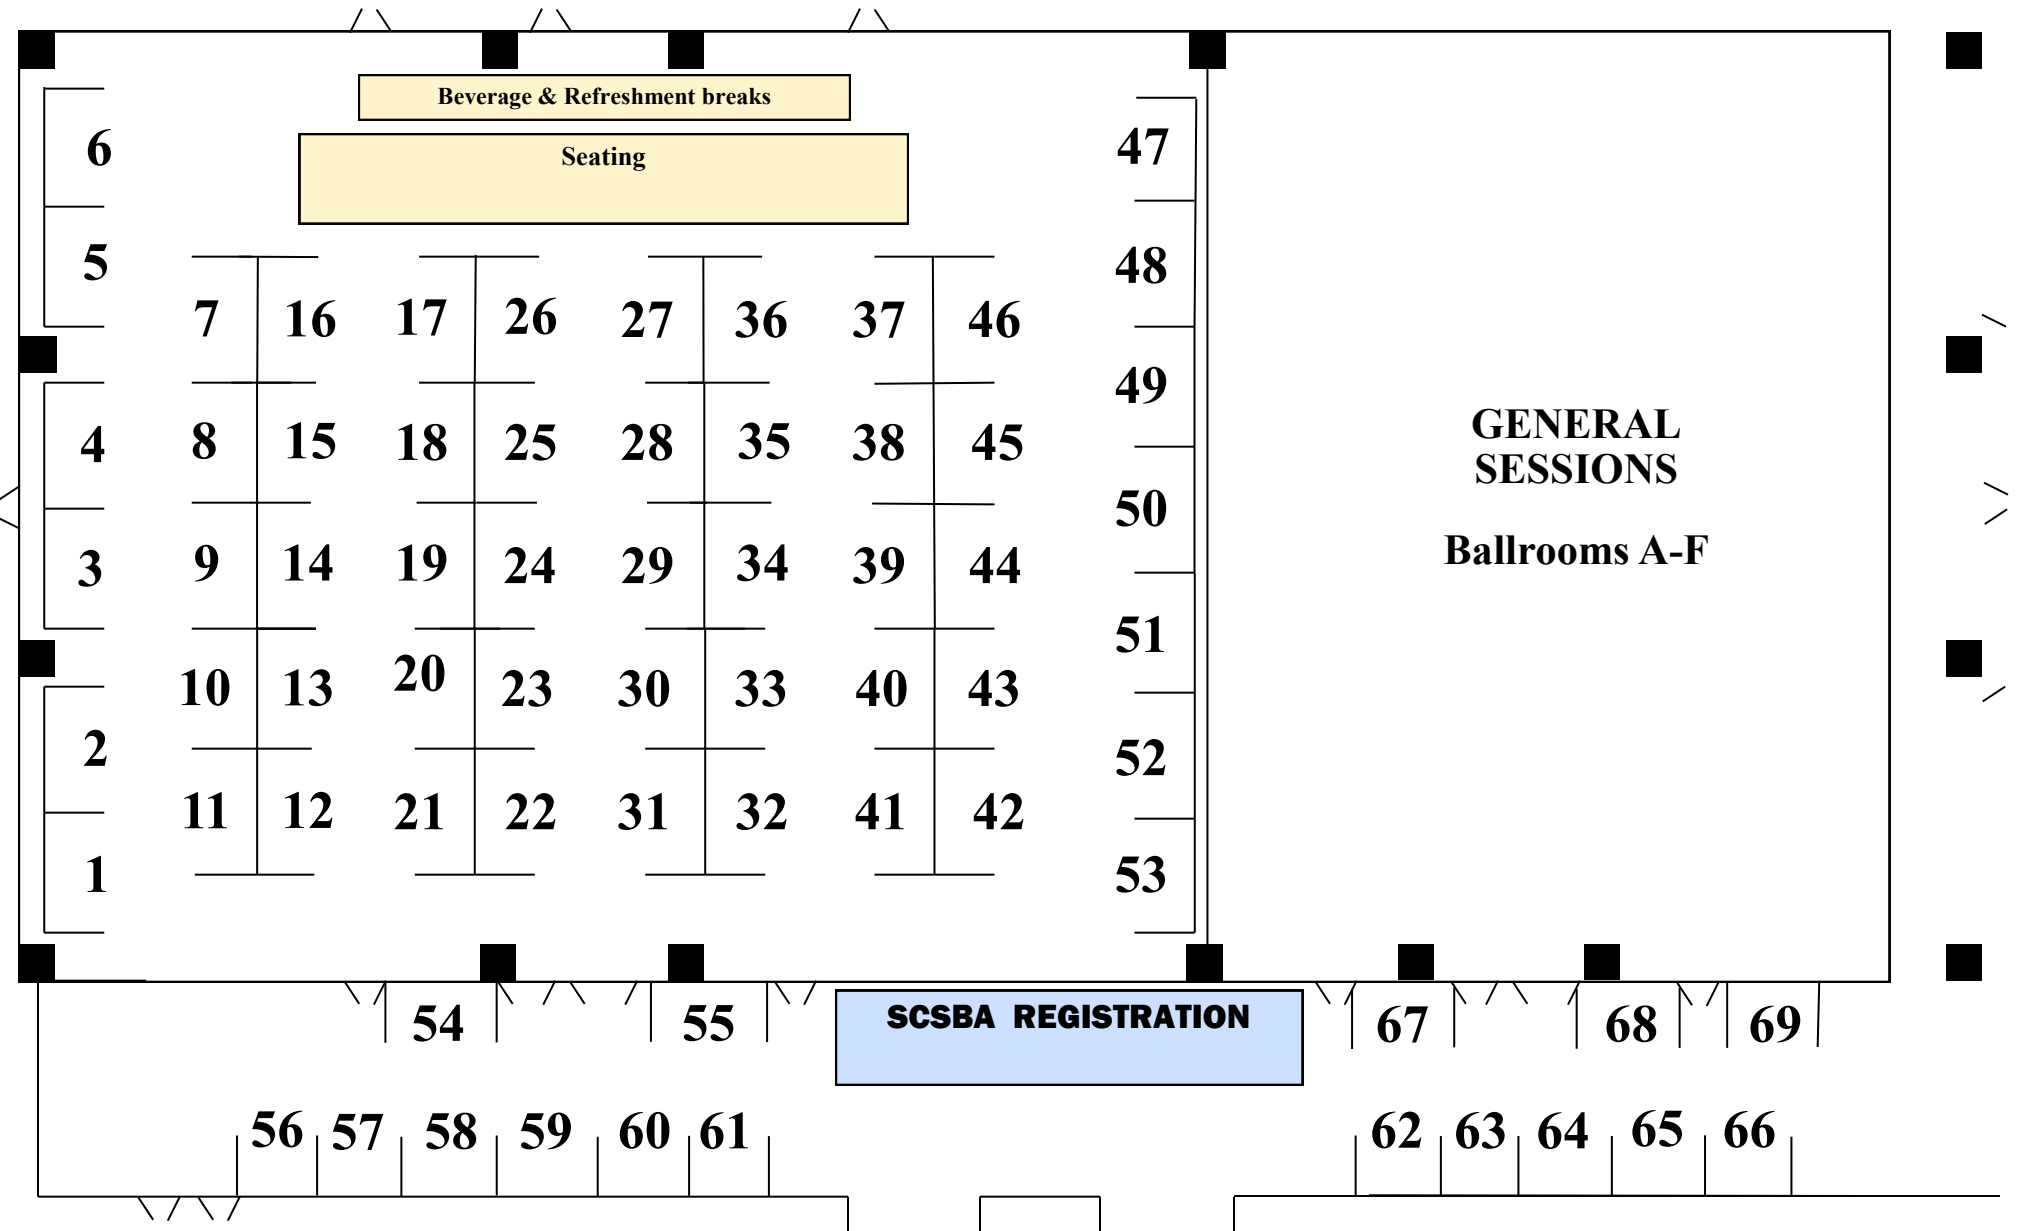 Beverage & Refreshment breaks
Seating
6
47
5
48
7 16 17 26 27 36 37 46
49
4 8 15 18 25 28 35 38 45
GENERAL
SESSIONS
50
Ballrooms A-F
3 9 14 19 24 29 34 39 44
51
10 13 20 23 30 33 40 43
2
52
11 12 21 22 31 32 41 42
1
53
54 55 SCSBA REGISTRATION 67 68 69
56 57 58 59 60 61 62 63 64 65 66